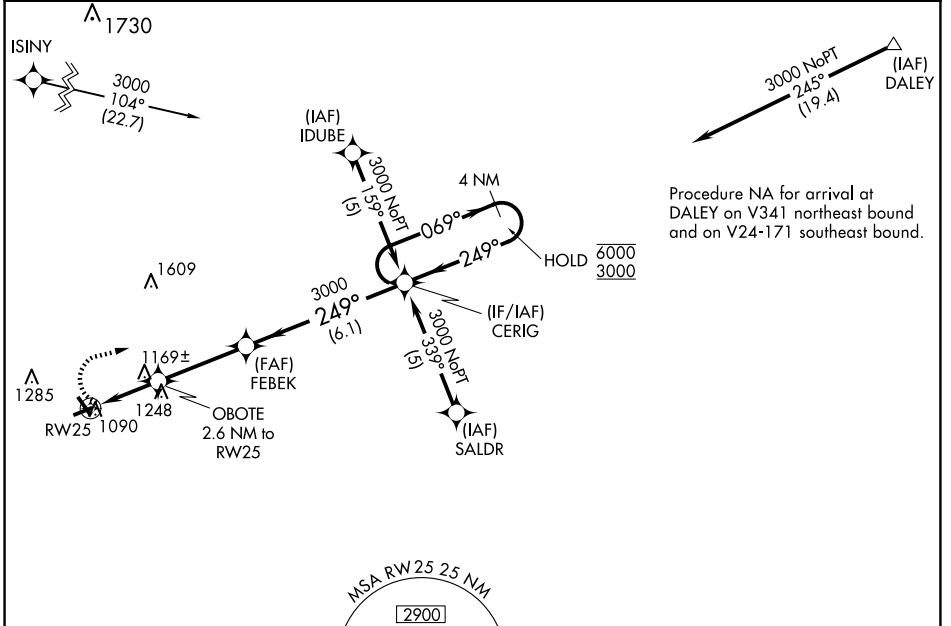 1730
ISINY
3000
104°
(22.7)
(IAF)
IDUBE
3000 NoPT
159°
(5)
3000 NoPT
245°
(19.4)
(IAF)
DALEY
4 NM
069°
249°
HOLD 6000
3000
Procedure NA for arrival at
DALEY on V341 northeast bound
and on V24-171 southeast bound.
1609
3000
249°
(6.1)
(IF/IAF)
CERIG
3000 NoPT
339°
(5)
(IAF)
SALDR
(FAF)
FEBEK
1169±
1285
1248
RW25
1090
OBOTE
2.6 NM to
RW25
MSA RW25 25 NM
2900